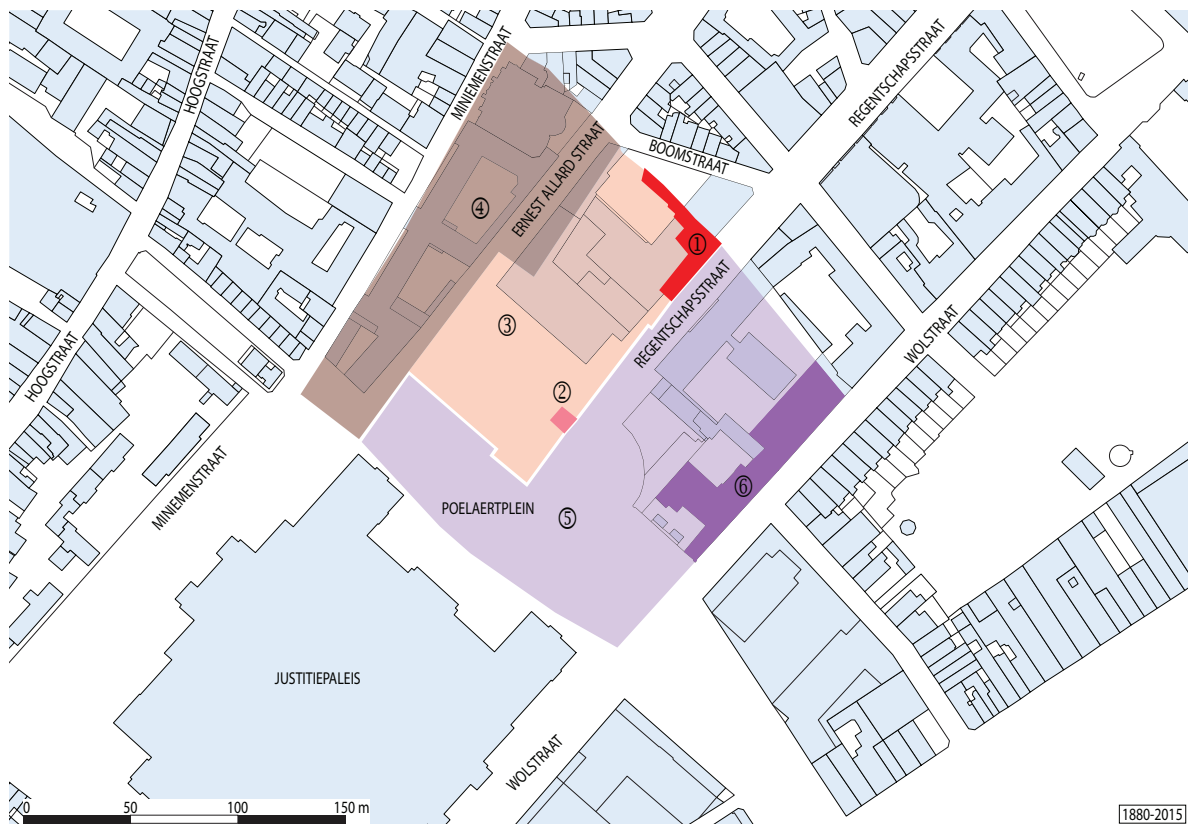 HOOGSTRAAT
MINIEMENSTRAAT
REGENTSCHAPSSTRAAT
BOOMSTRAAT
ERNEST ALLARD STRAAT
④
①
REGENTSCHAPSSTRAAT
③
WOLSTRAAT
HOOGSTRAAT
②
MINIEMENSTRAAT
⑥
POELAERTPLEIN
⑤
JUSTITIEPALEIS
WOLSTRAAT
0 50 100 150 m
1880-2015